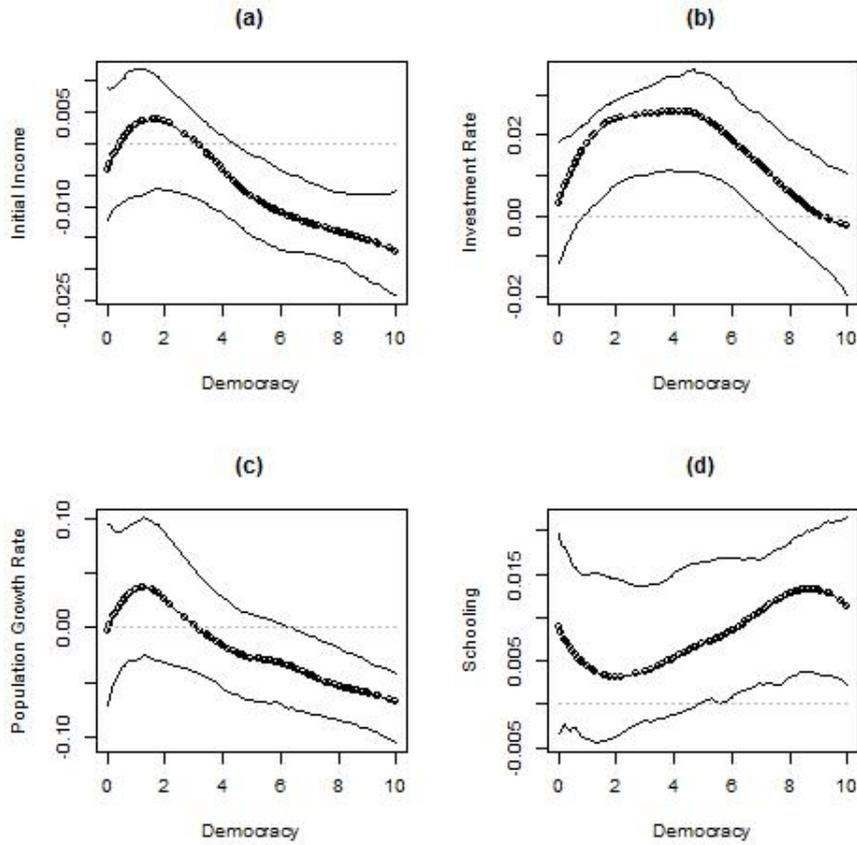 (a)
Initial Income
0.005
-0.010
-0.025
0 2 4 6 8 10
Democracy
(b)
Investment Rate
0.02
0.00
-0.02
0 2 4 6 8 10
Democracy
(c)
Population Growth Rate
0.10
0.00
-0.10
0 2 4 6 8 10
Democracy
(d)
Schooling
0.015
0.005
-0.005
0 2 4 6 8 10
Democracy